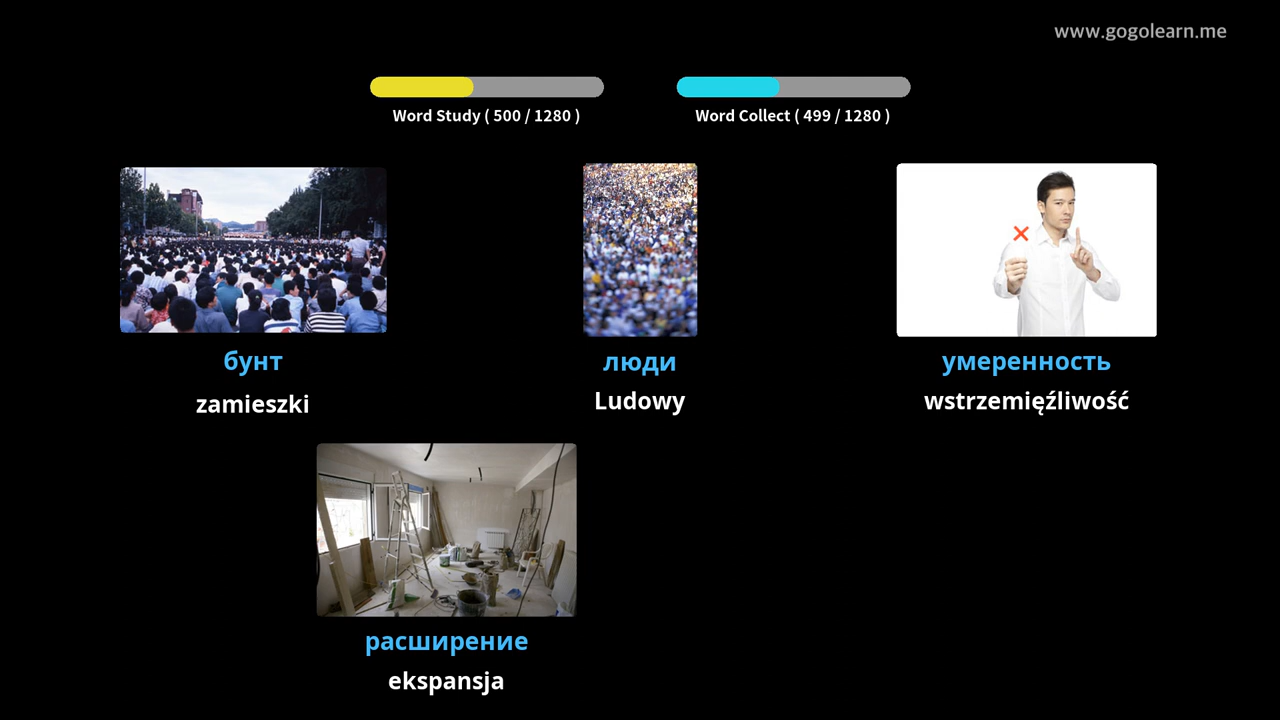 www.gogolearn.me
Word Study ( 500 / 1280 )
Word Collect ( 499 / 1280 )
бунт
zamieszki
люди
Ludowy
умеренность
wstrzemięźliwość
расширение
ekspansja